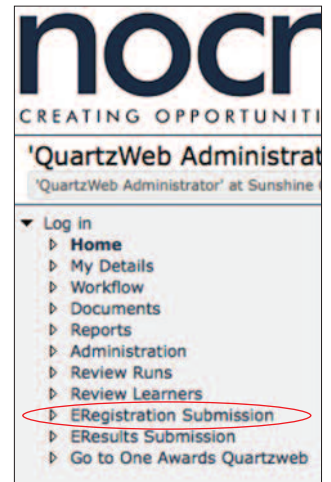 nocr
CREATING OPPORTUNITI
'QuartzWeb Administrat
'QuartzWeb Administrator' at Sunshine
Log in
Home
My Details
Workflow
Documents
Reports
Administration
Review Runs
Review Learners
ERegistration Submission
EResults Submission
Go to One Awards Quartzweb